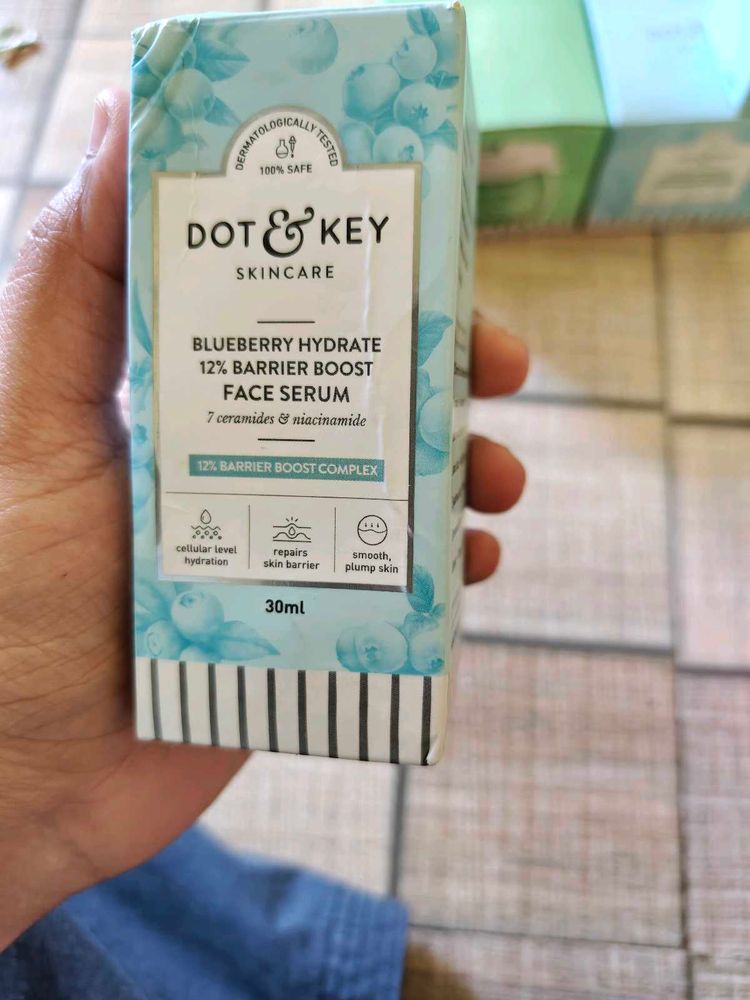 DERMATOLOGICALLY TESTED
100% SAFE
DOT & KEY
SKINCARE
BLUEBERRY HYDRATE
12% BARRIER BOOST
FACE SERUM
7 ceramides & niacinamide
12% BARRIER BOOST COMPLEX
cellular level
hydration
repairs
skin barrier
smooth,
plump skin
30ml